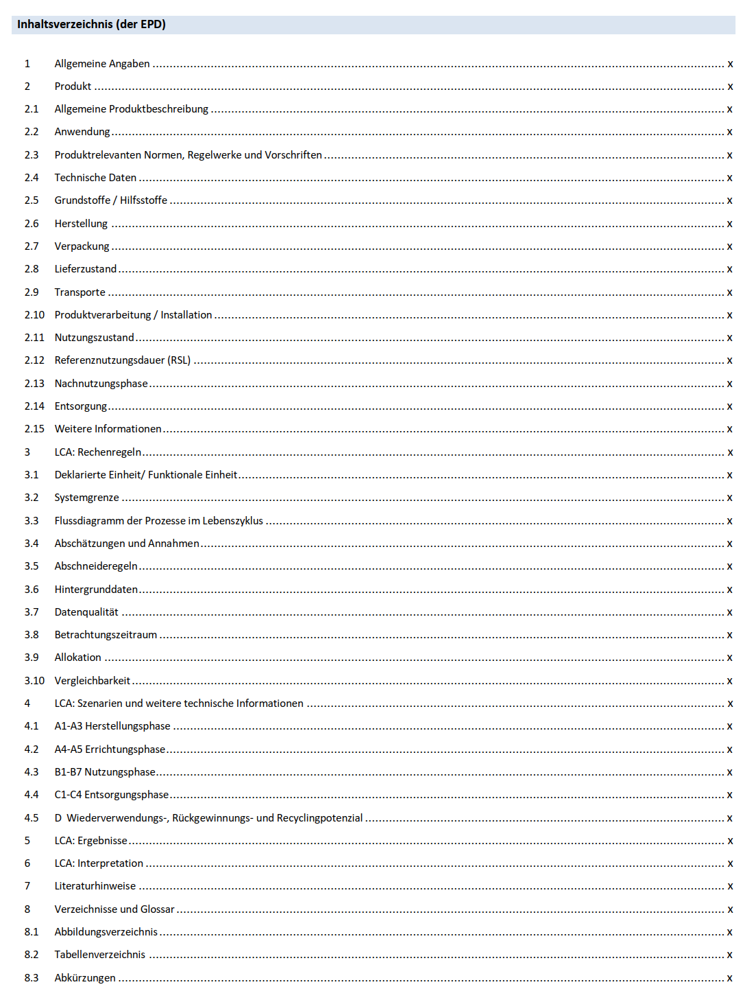 Inhaltsverzeichnis (der EPD)
1 Allgemeine Angaben ........ x
2 Produkt ........ x
2.1 Allgemeine Produktbeschreibung ........ x
2.2 Anwendung ........ x
2.3 Produktrelevanten Normen, Regelwerke und Vorschriften ........ x
2.4 Technische Daten ........ x
2.5 Grundstoffe / Hilfsstoffe ........ x
2.6 Herstellung ........ x
2.7 Verpackung ........ x
2.8 Lieferzustand ........ x
2.9 Transporte ........ x
2.10 Produktverarbeitung / Installation ........ x
2.11 Nutzungszustand ........ x
2.12 Referenznutzungsdauer (RSL) ........ x
2.13 Nachnutzungsphase ........ x
2.14 Entsorgung ........ x
2.15 Weitere Informationen ........ x
3 LCA: Rechenregeln ........ x
3.1 Deklarierte Einheit/ Funktionale Einheit ........ x
3.2 Systemgrenze ........ x
3.3 Flussdiagramm der Prozesse im Lebenszyklus ........ x
3.4 Abschätzungen und Annahmen ........ x
3.5 Abschneideregeln ........ x
3.6 Hintergrunddaten ........ x
3.7 Datenqualität ........ x
3.8 Betrachtungszeitraum ........ x
3.9 Allokation ........ x
3.10 Vergleichbarkeit ........ x
4 LCA: Szenarien und weitere technische Informationen ........ x
4.1 A1-A3 Herstellungsphase ........ x
4.2 A4-A5 Errichtungsphase ........ x
4.3 B1-B7 Nutzungsphase ........ x
4.4 C1-C4 Entsorgungsphase ........ x
4.5 D Wiederverwendungs-, Rückgewinnungs- und Recyclingpotenzial ........ x
5 LCA: Ergebnisse ........ x
6 LCA: Interpretation ........ x
7 Literaturhinweise ........ x
8 Verzeichnisse und Glossar ........ x
8.1 Abbildungsverzeichnis ........ x
8.2 Tabellenverzeichnis ........ x
8.3 Abkürzungen ........ x